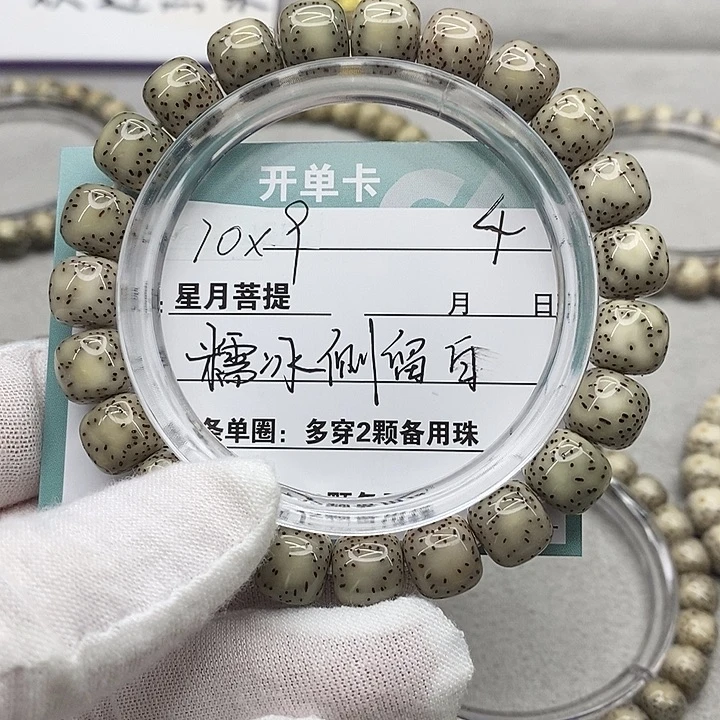 开单卡
10x9 4
星月菩提 月 日
糯冰侧留白
条单圈：多穿2颗备用珠